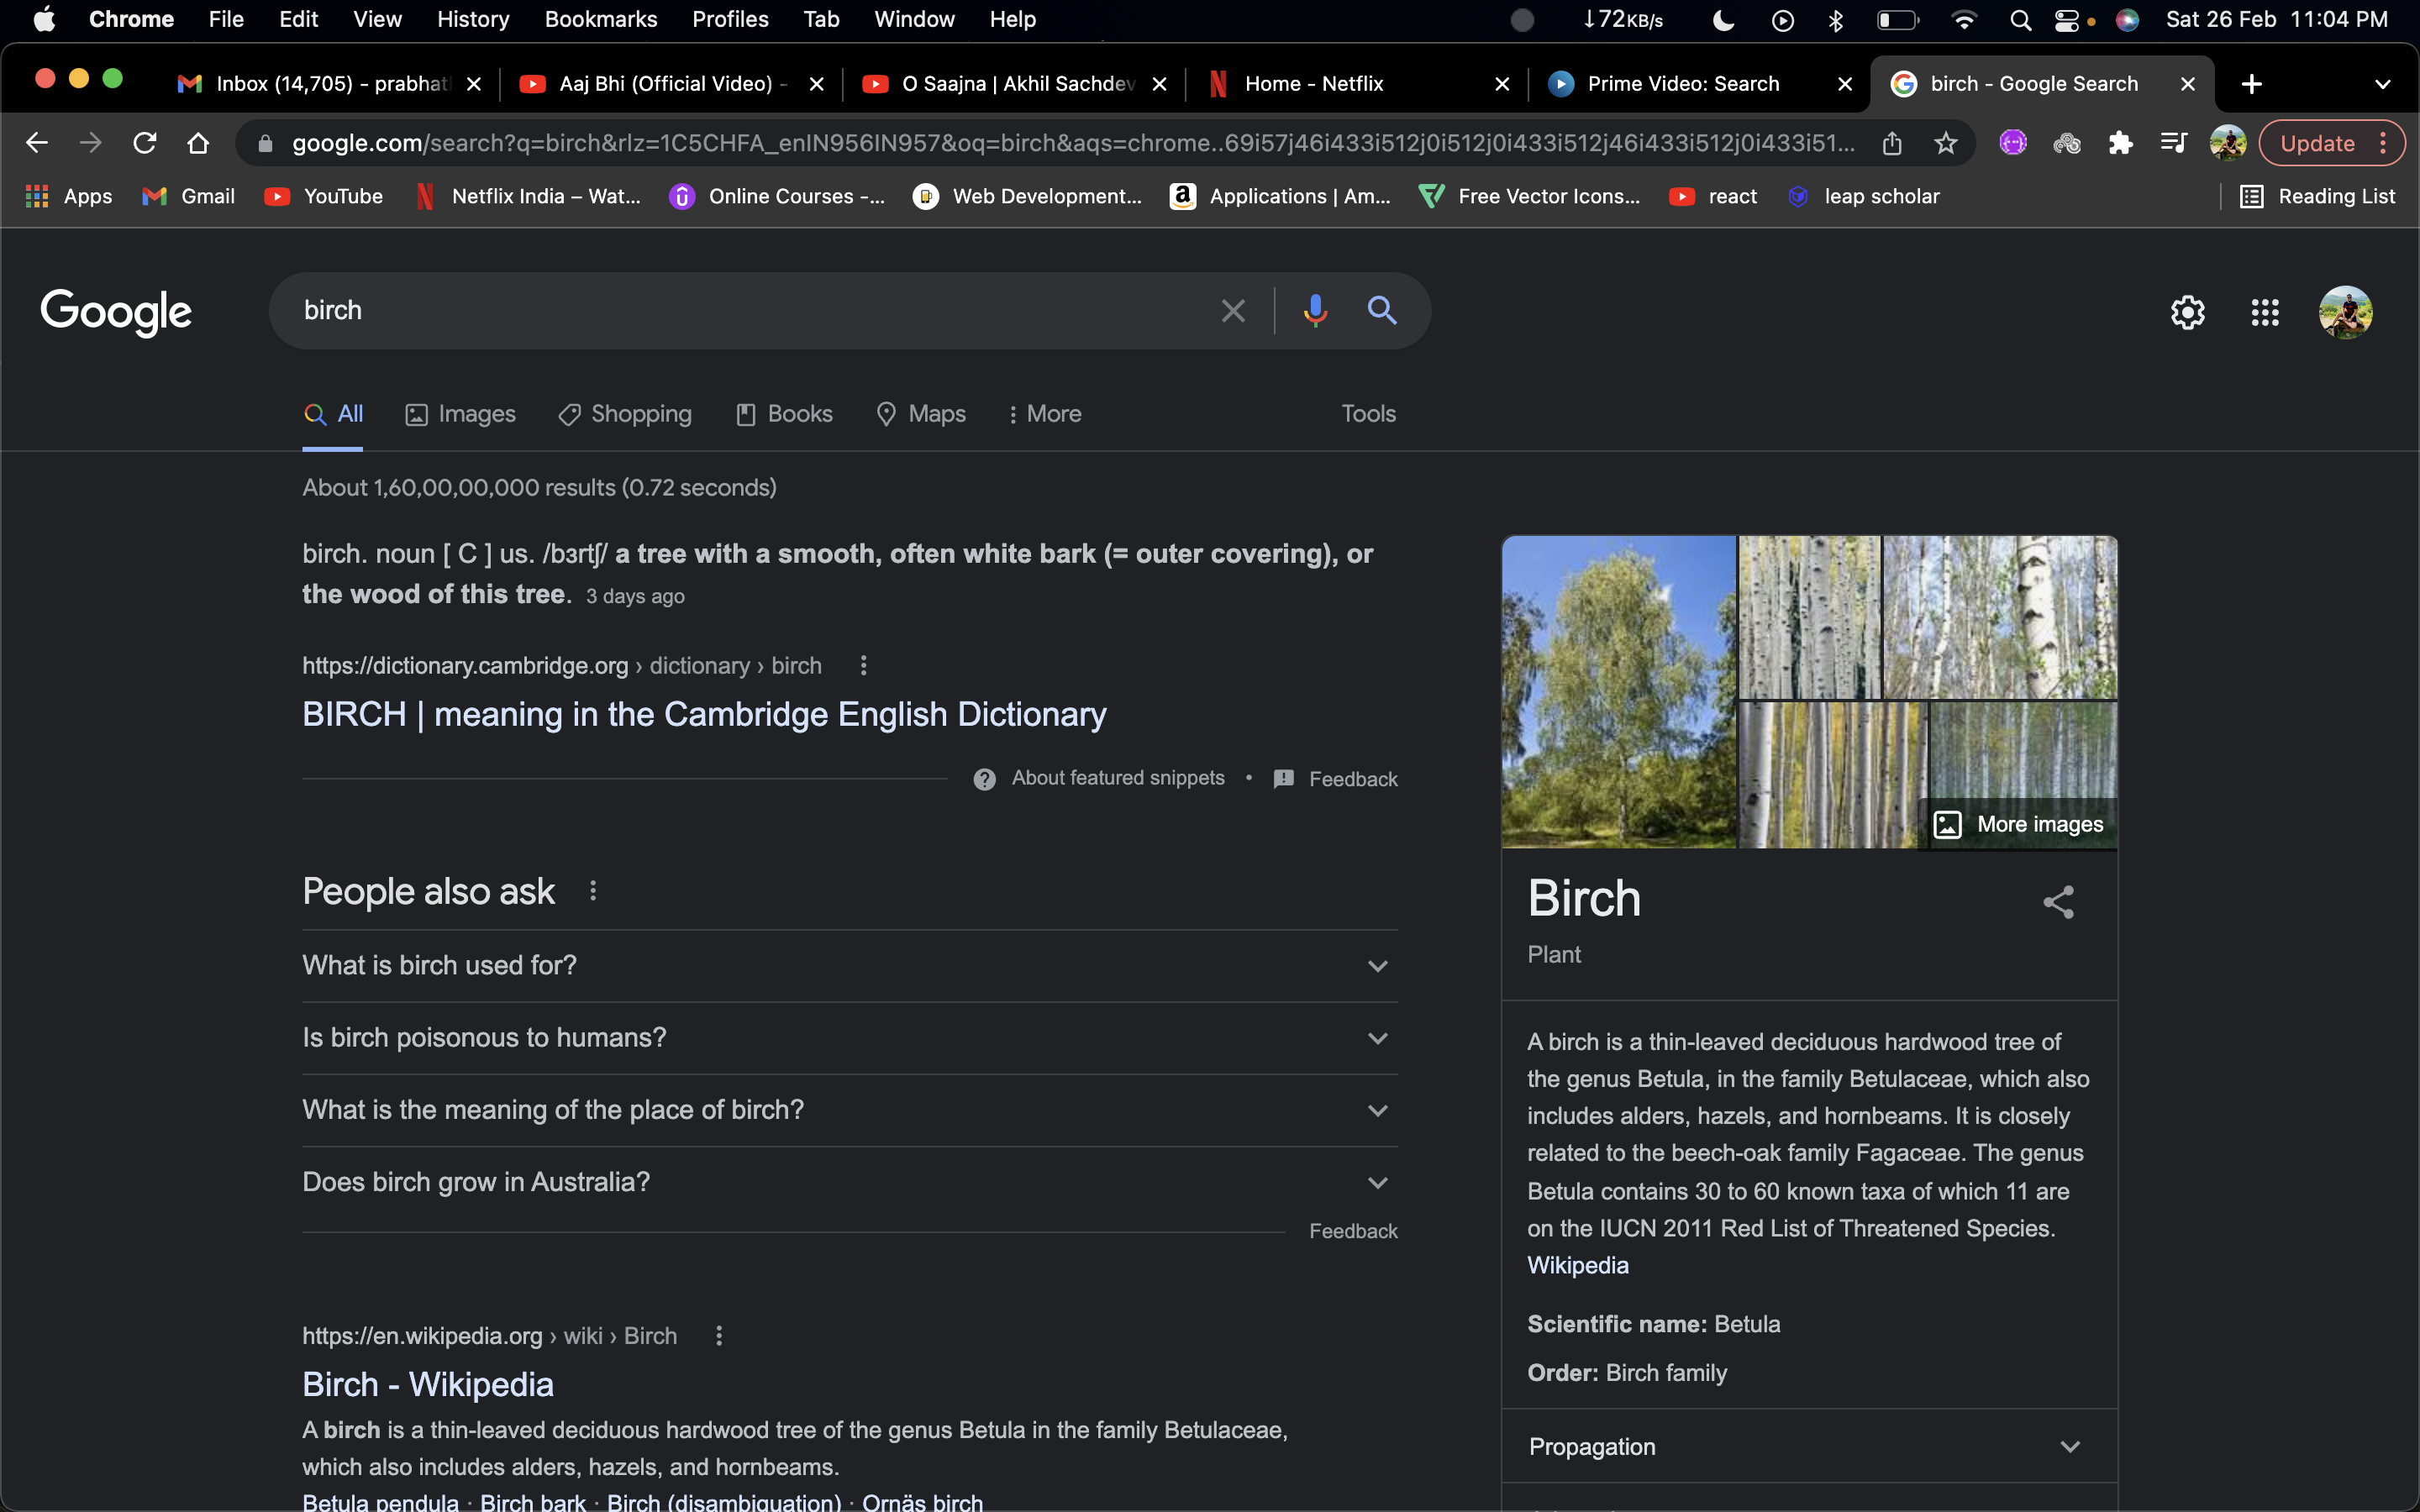 Chrome File Edit View History Bookmarks Profiles Tab Window Help ↓72KB/s Sat 26 Feb 11:04 PM
Inbox (14,705) - prabhat Aaj Bhi (Official Video) - O Saajna | Akhil Sachdev Home - Netflix Prime Video: Search birch - Google Search
google.com/search?q=birch&rlz=1C5CHFA_enIN956IN957&oq=birch&aqs=chrome..69i57j46i433i512j0i512j0i433i512j46i433i512j0i433i51... Update
Apps Gmail YouTube Netflix India – Wat... Online Courses -... Web Development... Applications | Am... Free Vector Icons... react leap scholar Reading List
Google birch
All Images Shopping Books Maps More Tools
About 1,60,00,00,000 results (0.72 seconds)
birch. noun [ C ] us. /bɜrtʃ/ a tree with a smooth, often white bark (= outer covering), or
the wood of this tree. 3 days ago
https://dictionary.cambridge.org › dictionary › birch
BIRCH | meaning in the Cambridge English Dictionary
About featured snippets • Feedback
People also ask
What is birch used for?
Is birch poisonous to humans?
What is the meaning of the place of birch?
Does birch grow in Australia?
Feedback
https://en.wikipedia.org › wiki › Birch
Birch - Wikipedia
A birch is a thin-leaved deciduous hardwood tree of the genus Betula in the family Betulaceae,
which also includes alders, hazels, and hornbeams.
Betula pendula · Birch bark · Birch (disambiguation) · Ornäs birch
More images
Birch
Plant
A birch is a thin-leaved deciduous hardwood tree of
the genus Betula, in the family Betulaceae, which also
includes alders, hazels, and hornbeams. It is closely
related to the beech-oak family Fagaceae. The genus
Betula contains 30 to 60 known taxa of which 11 are
on the IUCN 2011 Red List of Threatened Species.
Wikipedia
Scientific name: Betula
Order: Birch family
Propagation